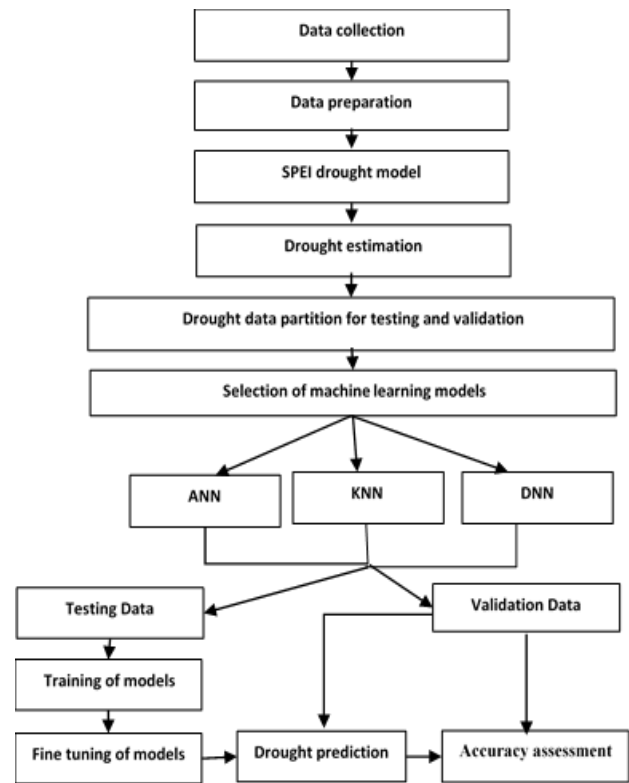 Data collection
Data preparation
SPEI drought model
Drought estimation
Drought data partition for testing and validation
Selection of machine learning models
ANN
KNN
DNN
Testing Data
Validation Data
Training of models
Fine tuning of models
Drought prediction
Accuracy assessment